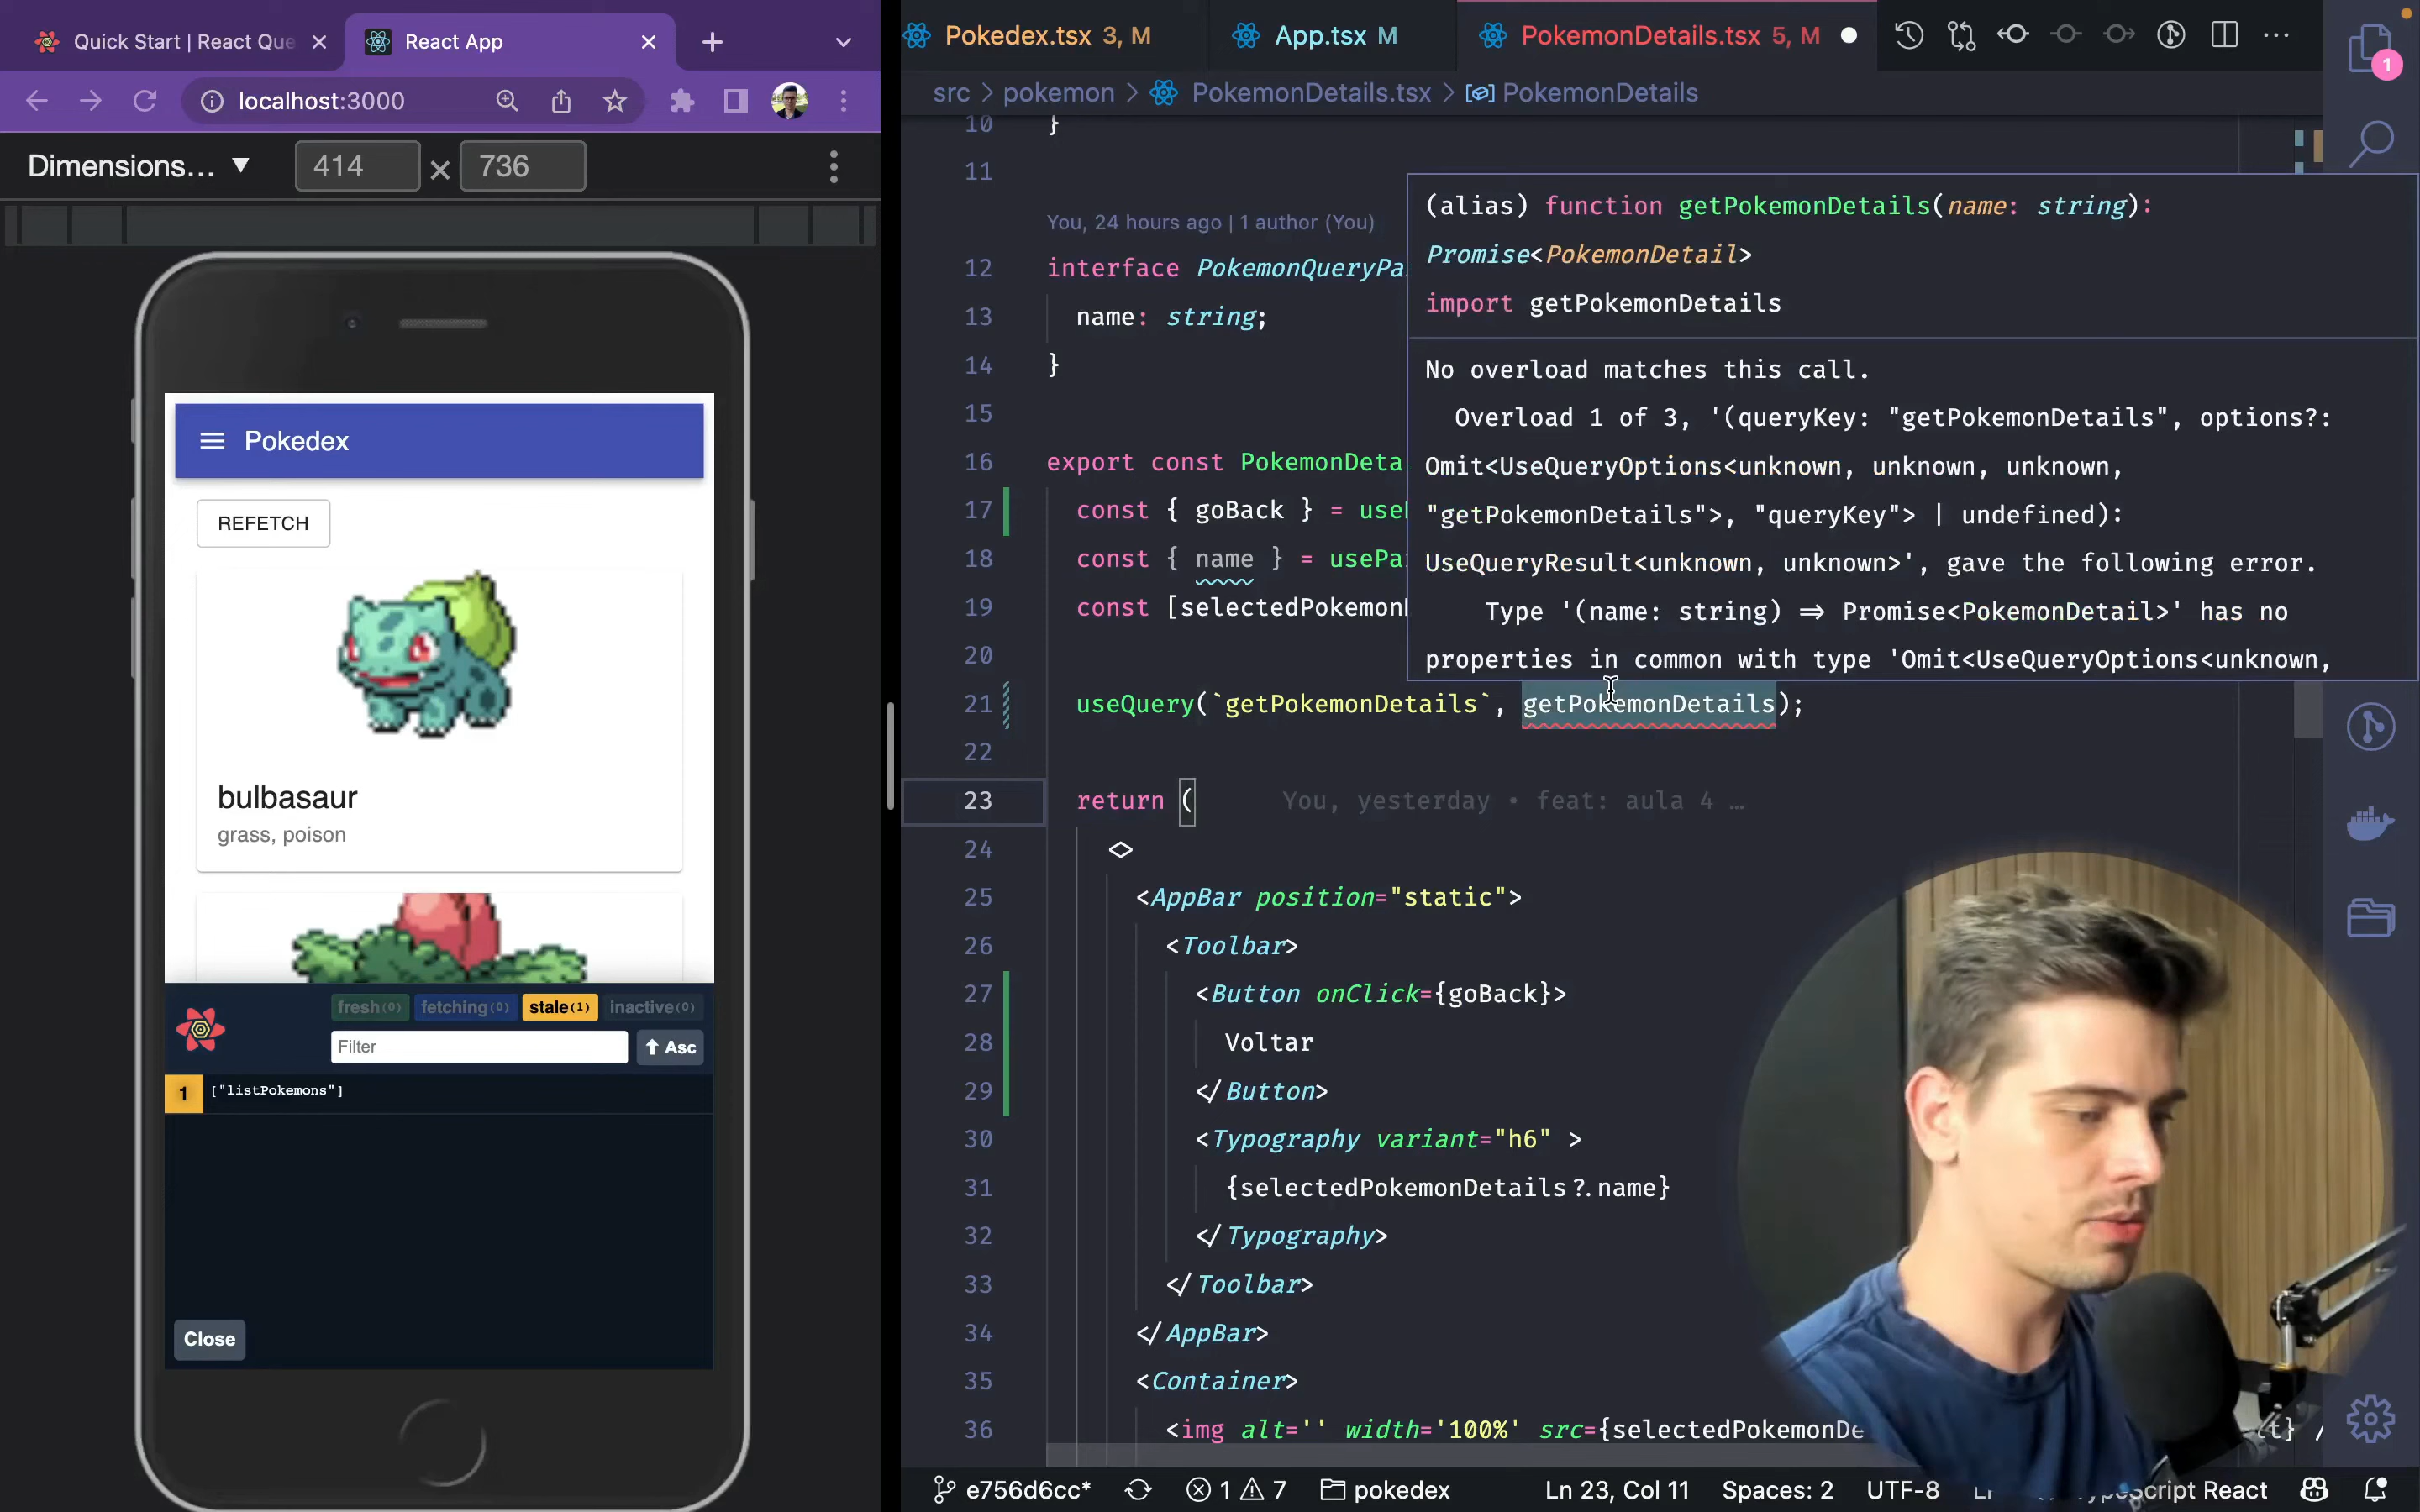 Quick Start | React Que
React App
localhost:3000
Dimensions...
414
×
736
Pokedex
REFETCH
bulbasaur
grass, poison
fresh(0)
fetching(0)
stale(1)
inactive(0)
Filter
Asc
1
["listPokemons"]
Close
Pokedex.tsx 3, M
App.tsx M
PokemonDetails.tsx 5, M
1
src > pokemon > PokemonDetails.tsx > PokemonDetails
10 }
11
You, 24 hours ago | 1 author (You)
12 interface PokemonQueryPa
13 name: string;
14 }
15
16 export const PokemonDeta
17 const { goBack } = use
18 const { name } = usePa
19 const [selectedPokemon
20
(alias) function getPokemonDetails(name: string):
Promise<PokemonDetail>
import getPokemonDetails
No overload matches this call.
Overload 1 of 3, '(queryKey: "getPokemonDetails", options?:
Omit<UseQueryOptions<unknown, unknown, unknown,
"getPokemonDetails">, "queryKey"> | undefined):
UseQueryResult<unknown, unknown>', gave the following error.
Type '(name: string) => Promise<PokemonDetail>' has no
properties in common with type 'Omit<UseQueryOptions<unknown,
21 useQuery(`getPokemonDetails`, getPokemonDetails);
22
23 return ( You, yesterday • feat: aula 4 …
24 <>
25 <AppBar position="static">
26 <Toolbar>
27 <Button onClick={goBack}>
28 Voltar
29 </Button>
30 <Typography variant="h6" >
31 {selectedPokemonDetails?.name}
32 </Typography>
33 </Toolbar>
34 </AppBar>
35 <Container>
36 <img alt='' width='100%' src={selectedPokemonDe
e756d6cc*
1
7
pokedex
Ln 23, Col 11
Spaces: 2
UTF-8
React